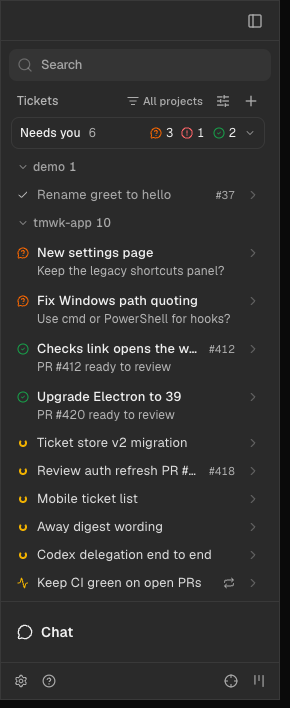 Search
Tickets All projects
Needs you 6 3 1 2
demo 1
Rename greet to hello #37
tmwk-app 10
New settings page
Keep the legacy shortcuts panel?
Fix Windows path quoting
Use cmd or PowerShell for hooks?
Checks link opens the w... #412
PR #412 ready to review
Upgrade Electron to 39
PR #420 ready to review
Ticket store v2 migration
Review auth refresh PR #... #418
Mobile ticket list
Away digest wording
Codex delegation end to end
Keep CI green on open PRs
Chat